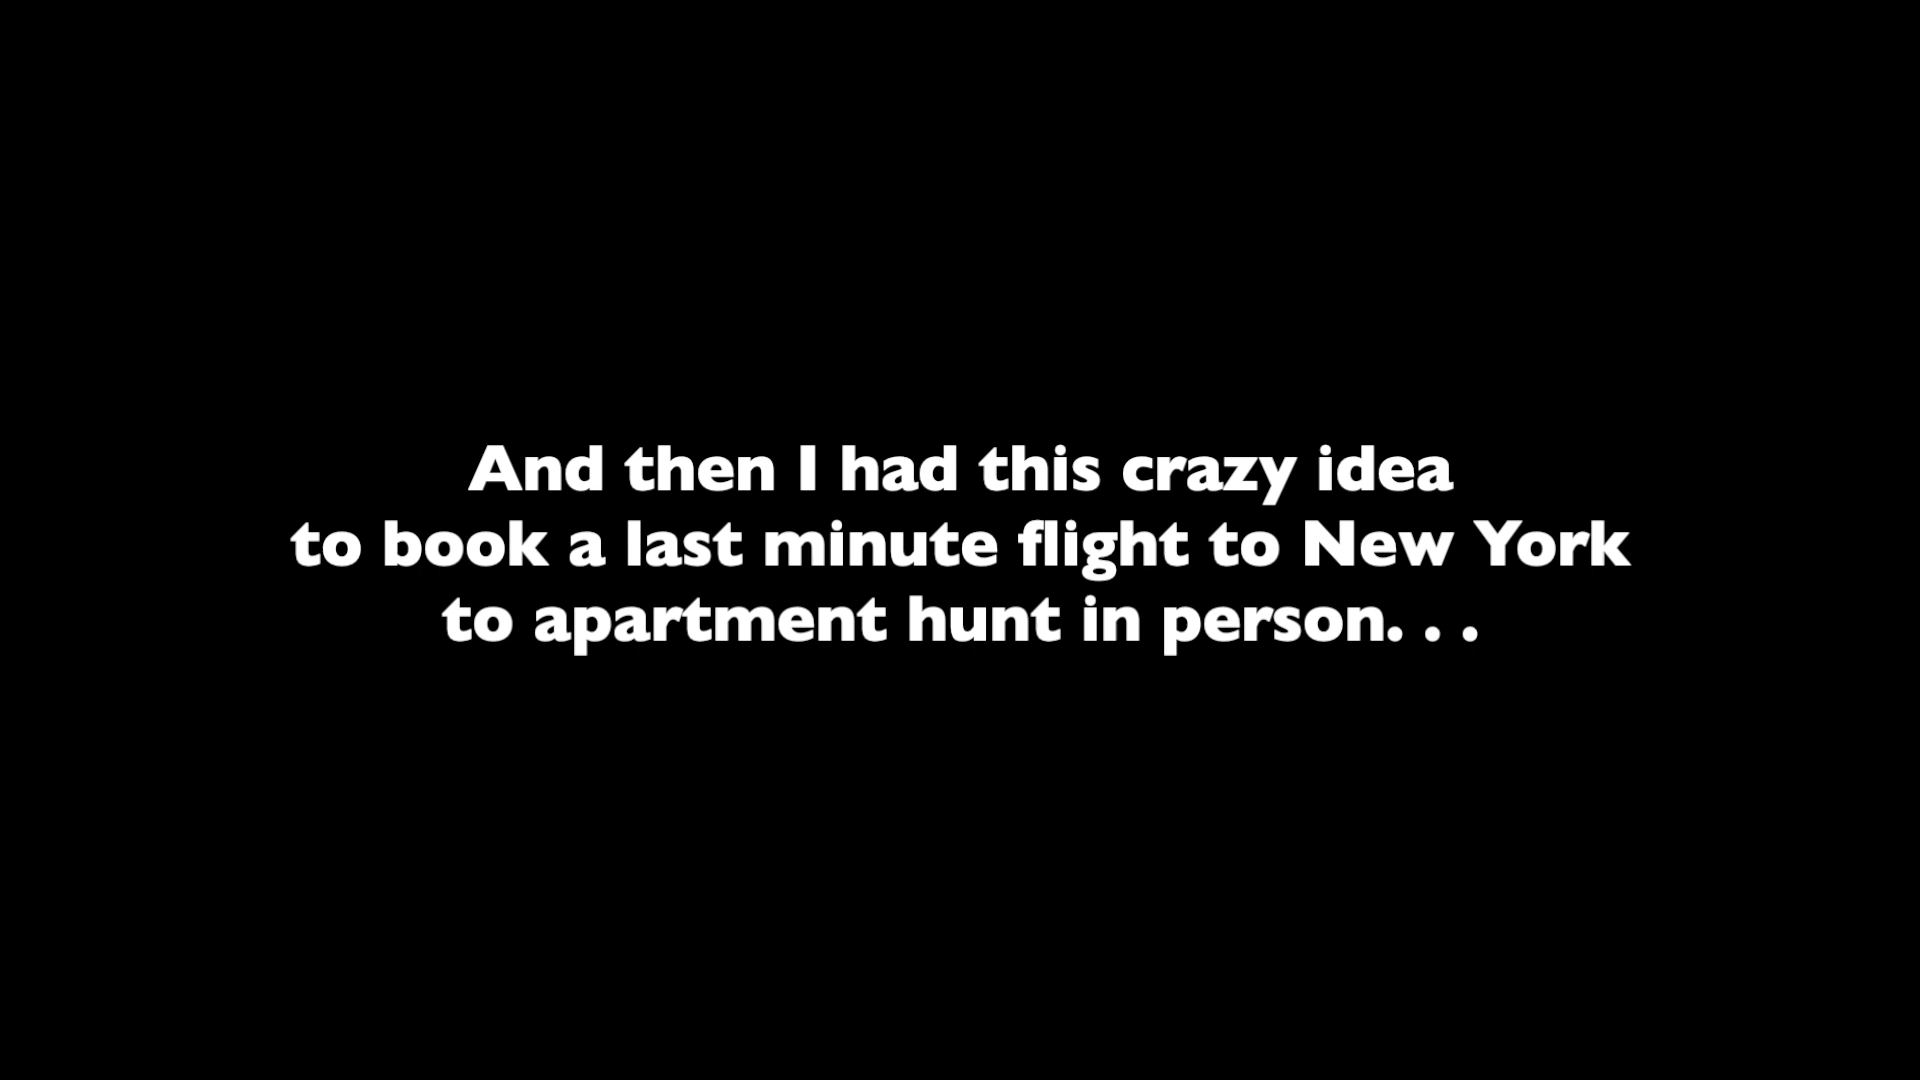 And then I had this crazy idea
to book a last minute flight to New York
to apartment hunt in person. . .